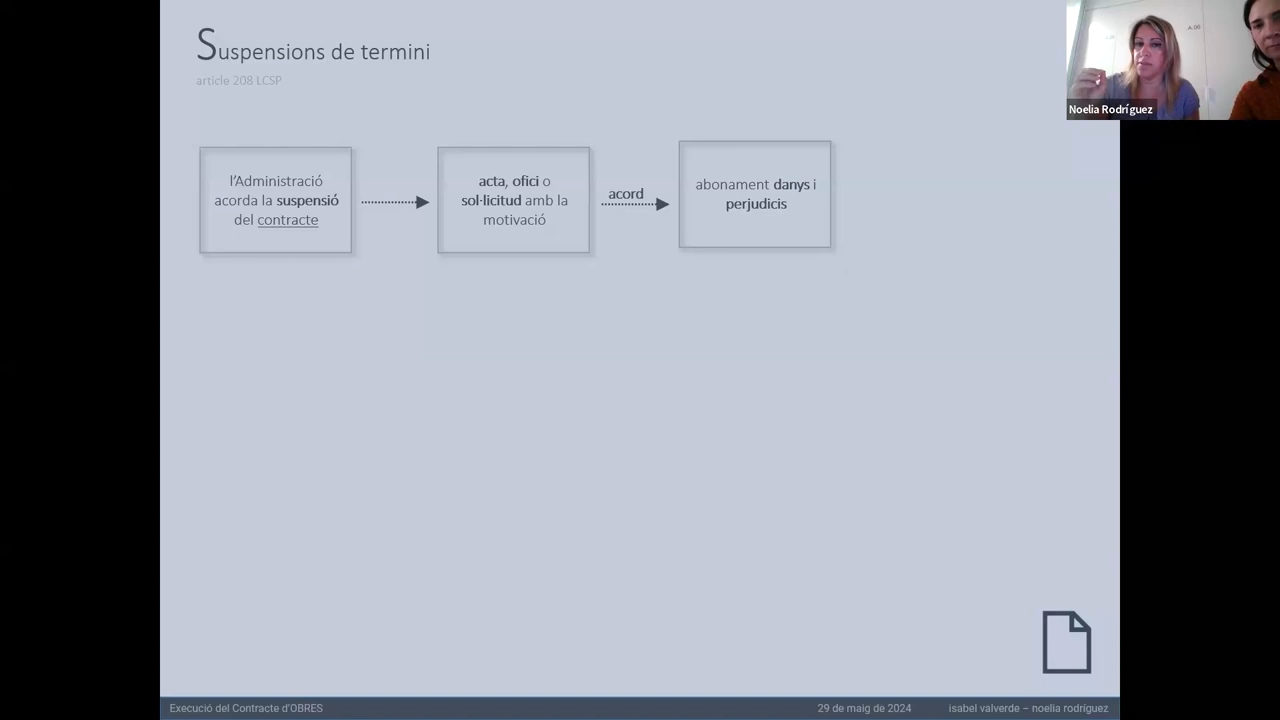 Suspensions de termini
article 208 LCSP
l'Administració
acorda la suspensió
del contracte
acta, ofici o
sol·licitud amb la
motivació
acord
abonament danys i
perjudicis
A.00
Noelia Rodríguez
Execució del Contracte d'OBRES
29 de maig de 2024
isabel valverde – noelia rodríguez